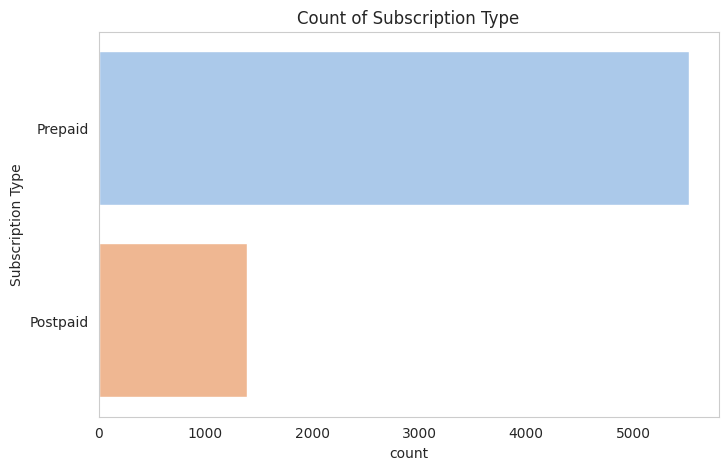 Count of Subscription Type
Subscription Type
Prepaid
Postpaid
0 1000 2000 3000 4000 5000
count